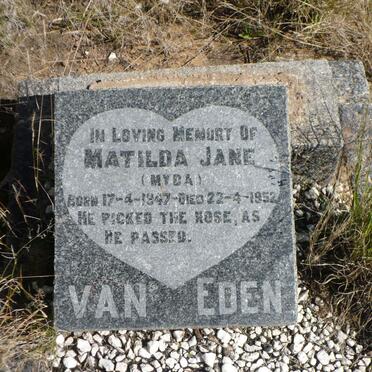 IN LOVING MEMORY OF
MATILDA JANE
(MYDA)
BORN 17-4-1947-DIED 22-4-1952
HE PICKED THE ROSE, AS
HE PASSED.
VAN EDEN